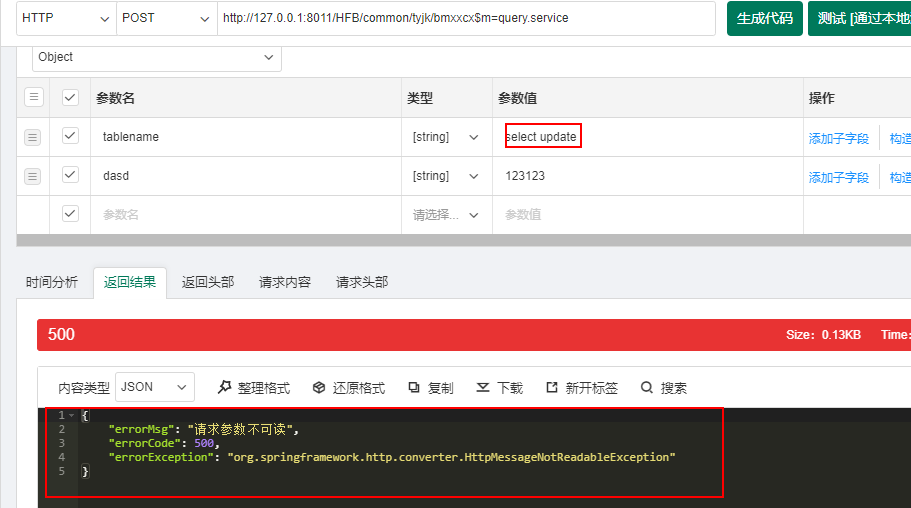 HTTP POST http://127.0.0.1:8011/HFB/common/tyjk/bmxxcx$m=query.service 生成代码 测试 [通过本地
Object
参数名 类型 参数值 操作
tablename [string] select update 添加子字段 构造
dasd [string] 123123 添加子字段 构造
参数名 请选择... 参数值
时间分析 返回结果 返回头部 请求内容 请求头部
500 Size: 0.13KB Time:
内容类型 JSON 整理格式 还原格式 复制 下载 新开标签 搜索
1 {
2 "errorMsg": "请求参数不可读",
3 "errorCode": 500,
4 "errorException": "org.springframework.http.converter.HttpMessageNotReadableException"
5 }